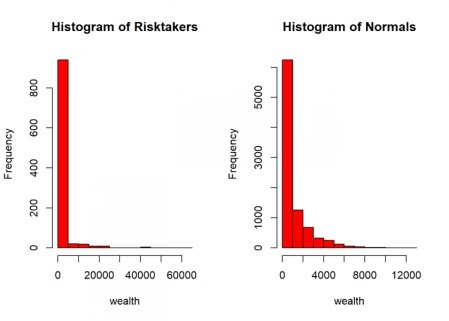 Histogram of Risktakers
Frequency
0 200 400 600 800
0 20000 40000 60000
wealth
Histogram of Normals
Frequency
0 1000 3000 5000
0 4000 8000 12000
wealth